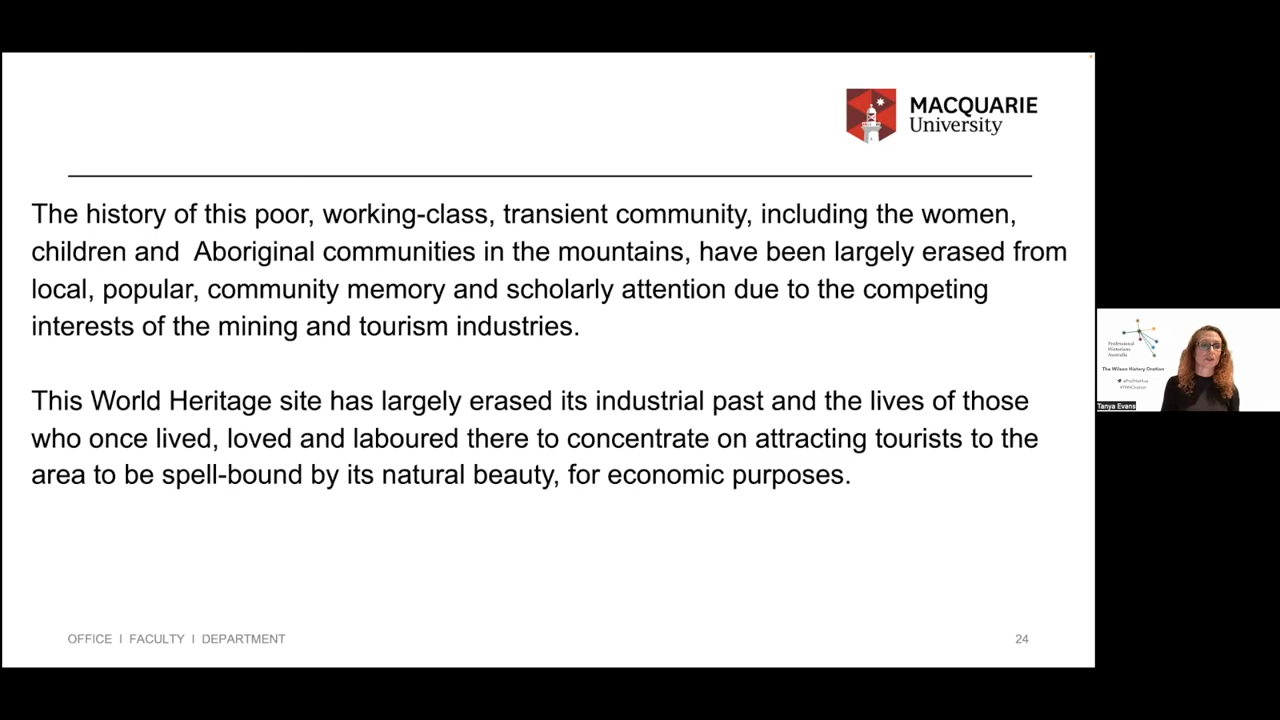 MACQUARIE
University
The history of this poor, working-class, transient community, including the women,
children and  Aboriginal communities in the mountains, have been largely erased from
local, popular, community memory and scholarly attention due to the competing
interests of the mining and tourism industries.
This World Heritage site has largely erased its industrial past and the lives of those
who once lived, loved and laboured there to concentrate on attracting tourists to the
area to be spell-bound by its natural beauty, for economic purposes.
OFFICE I FACULTY I DEPARTMENT
24
Professional
Historians
Australia
The Wilson History Oration
Tanya Evans